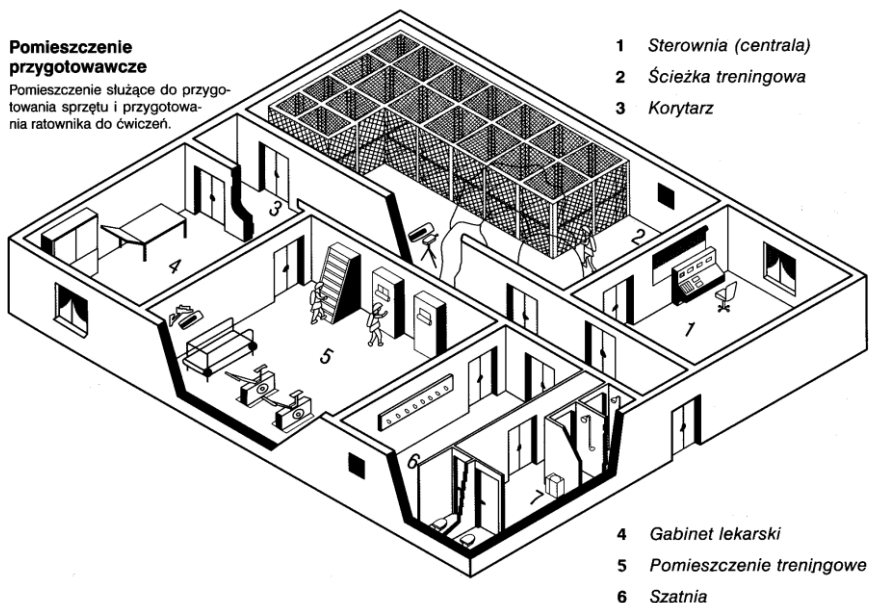 Pomieszczenie
przygotowawcze
Pomieszczenie służące do przygo-
towania sprzętu i przygotowa-
nia ratownika do ćwiczeń.
1 Sterownia (centrala)
2 Ścieżka treningowa
3 Korytarz
3
2
4
1
5
6
7
4 Gabinet lekarski
5 Pomieszczenie treningowe
6 Szatnia